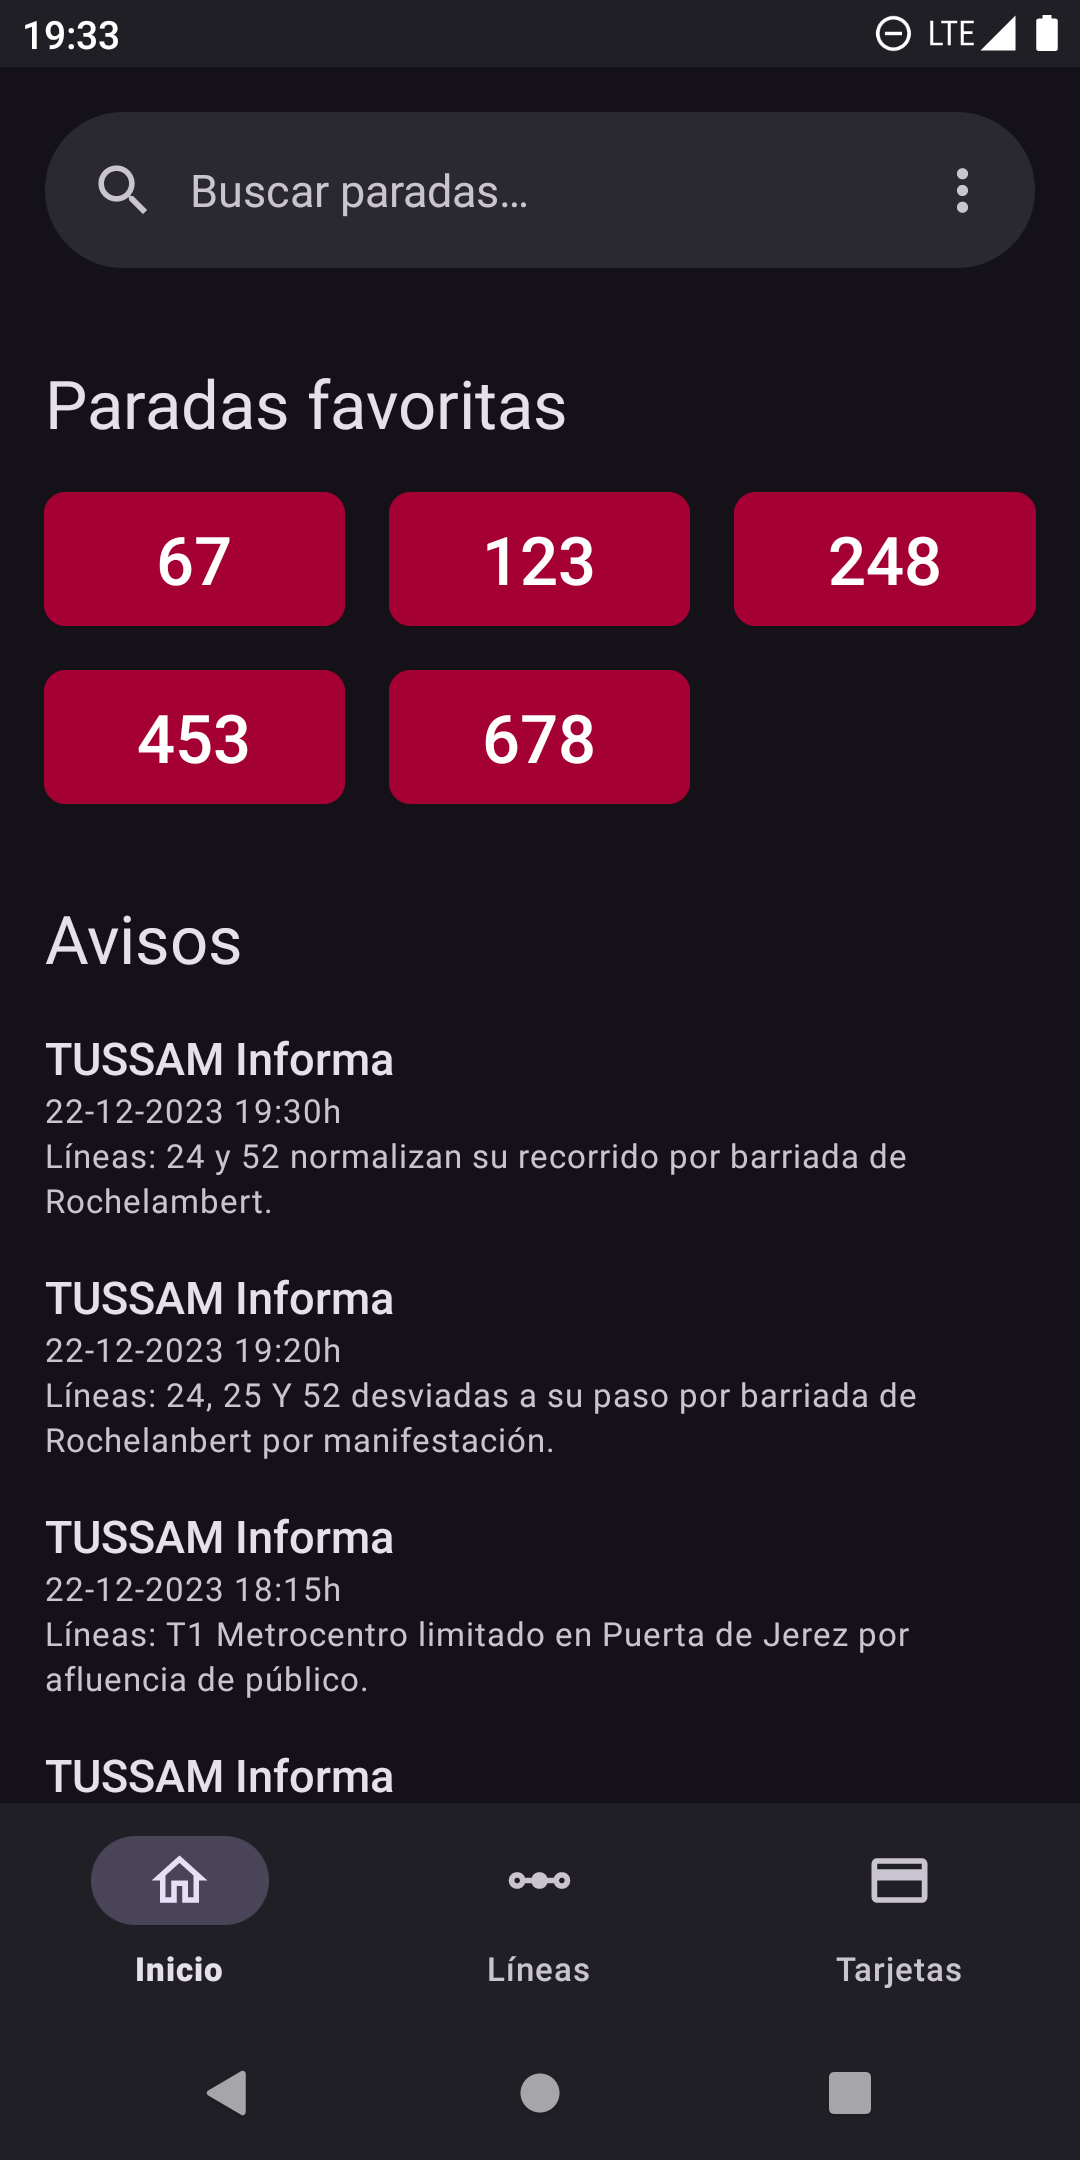 19:33 LTE
Buscar paradas...
Paradas favoritas
67 123 248
453 678
Avisos
TUSSAM Informa
22-12-2023 19:30h
Líneas: 24 y 52 normalizan su recorrido por barriada de
Rochelambert.
TUSSAM Informa
22-12-2023 19:20h
Líneas: 24, 25 Y 52 desviadas a su paso por barriada de
Rochelanbert por manifestación.
TUSSAM Informa
22-12-2023 18:15h
Líneas: T1 Metrocentro limitado en Puerta de Jerez por
afluencia de público.
TUSSAM Informa
Inicio Líneas Tarjetas